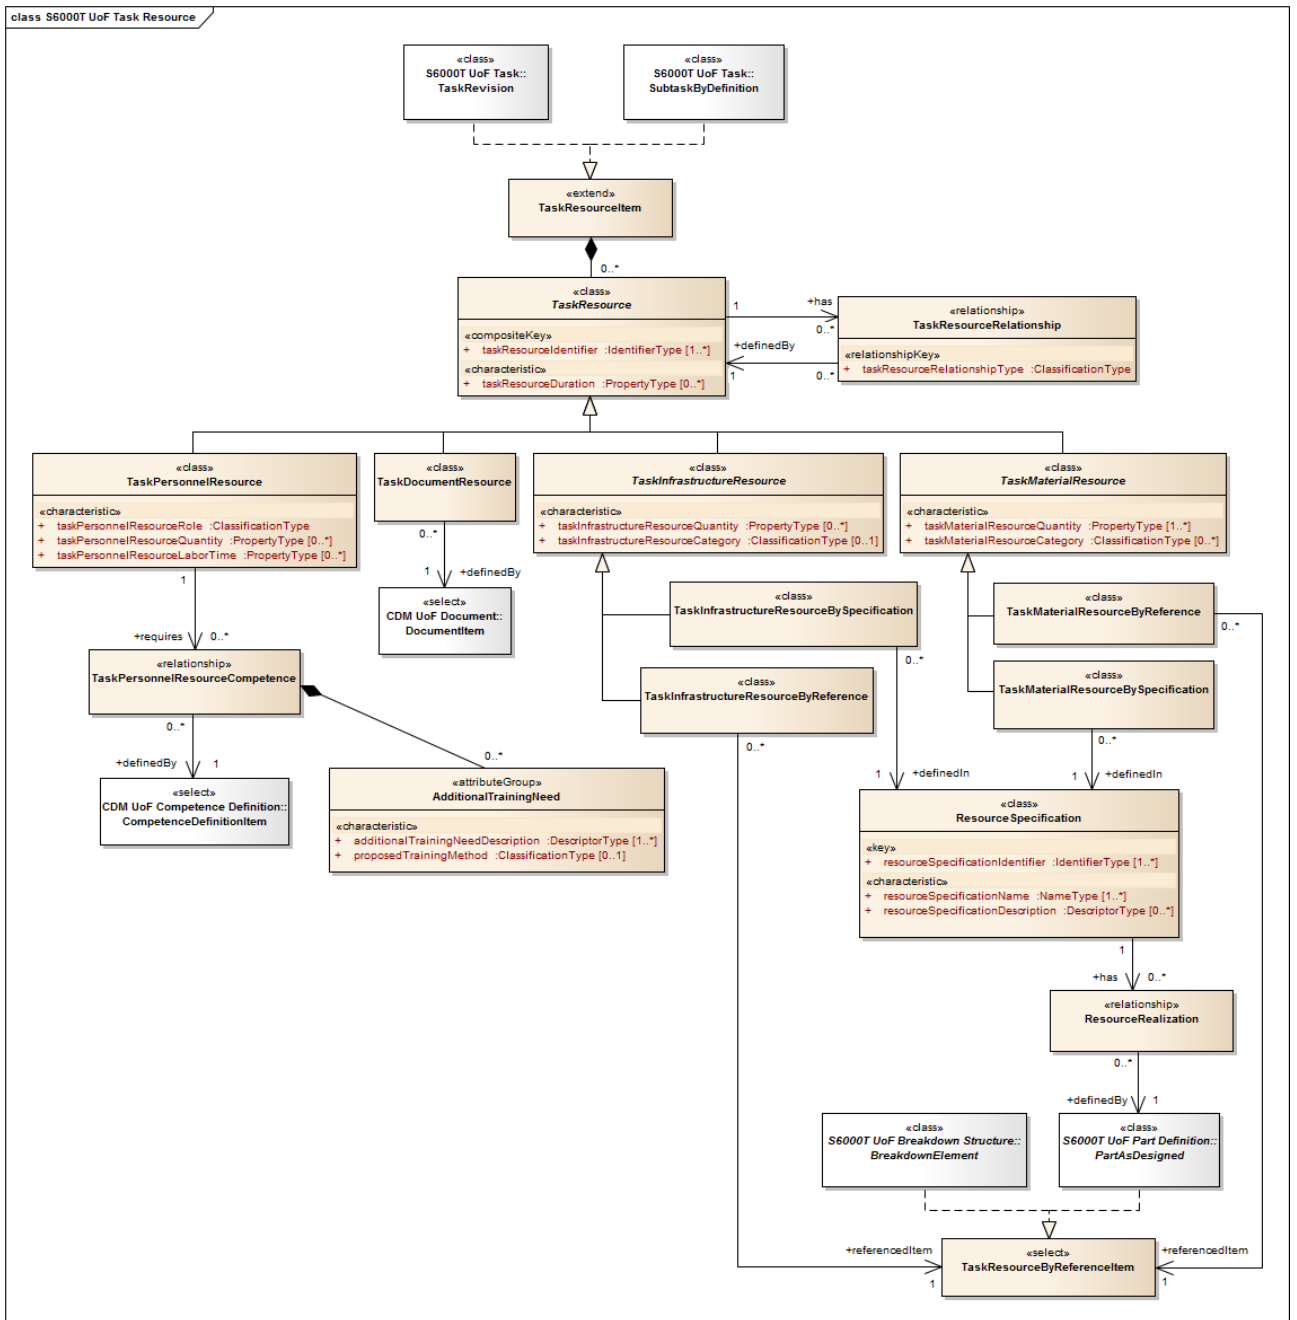 class S6000T UoF Task Resource
«class»
S6000T UoF Task::
TaskRevision
«class»
S6000T UoF Task::
SubtaskByDefinition
«extend»
TaskResourceItem
0..*
«class»
TaskResource
«compositeKey»
+ taskResourceIdentifier :IdentifierType [1..*]
«characteristic»
+ taskResourceDuration :PropertyType [0..*]
1
+has
0..*
+definedBy
1
0..*
«relationship»
TaskResourceRelationship
«relationshipKey»
+ taskResourceRelationshipType :ClassificationType
«class»
TaskPersonnelResource
«characteristic»
+ taskPersonnelResourceRole :ClassificationType
+ taskPersonnelResourceQuantity :PropertyType [0..*]
+ taskPersonnelResourceLaborTime :PropertyType [0..*]
«class»
TaskDocumentResource
«class»
TaskInfrastructureResource
«characteristic»
+ taskInfrastructureResourceQuantity :PropertyType [0..*]
+ taskInfrastructureResourceCategory :ClassificationType [0..1]
«class»
TaskMaterialResource
«characteristic»
+ taskMaterialResourceQuantity :PropertyType [1..*]
+ taskMaterialResourceCategory :ClassificationType [0..*]
0..*
1
+definedBy
«select»
CDM UoF Document::
DocumentItem
1
+requires
0..*
«relationship»
TaskPersonnelResourceCompetence
0..*
+definedBy
1
«select»
CDM UoF Competence Definition::
CompetenceDefinitionItem
0..*
«attributeGroup»
AdditionalTrainingNeed
«characteristic»
+ additionalTrainingNeedDescription :DescriptorType [1..*]
+ proposedTrainingMethod :ClassificationType [0..1]
«class»
TaskInfrastructureResourceBySpecification
0..*
«class»
TaskInfrastructureResourceByReference
0..*
«class»
TaskMaterialResourceByReference
0..*
«class»
TaskMaterialResourceBySpecification
0..*
1
+definedIn
1
+definedIn
«class»
ResourceSpecification
«key»
+ resourceSpecificationIdentifier :IdentifierType [1..*]
«characteristic»
+ resourceSpecificationName :NameType [1..*]
+ resourceSpecificationDescription :DescriptorType [0..*]
1
+has
0..*
«relationship»
ResourceRealization
0..*
+definedBy
1
«class»
S6000T UoF Breakdown Structure::
BreakdownElement
«class»
S6000T UoF Part Definition::
PartAsDesigned
+referencedItem
1
«select»
TaskResourceByReferenceItem
+referencedItem
1